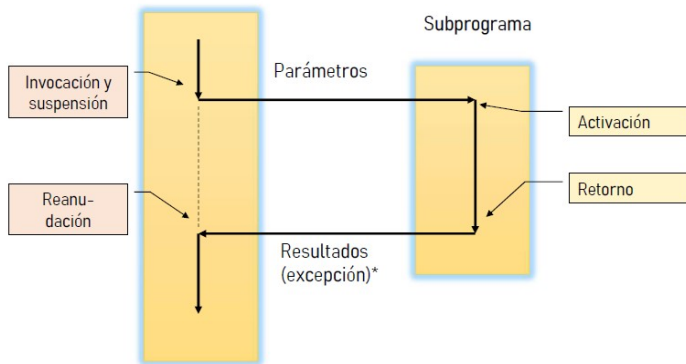 Subprograma
Invocación y
suspensión
Parámetros
Activación
Reanu-
dación
Retorno
Resultados
(excepción)*